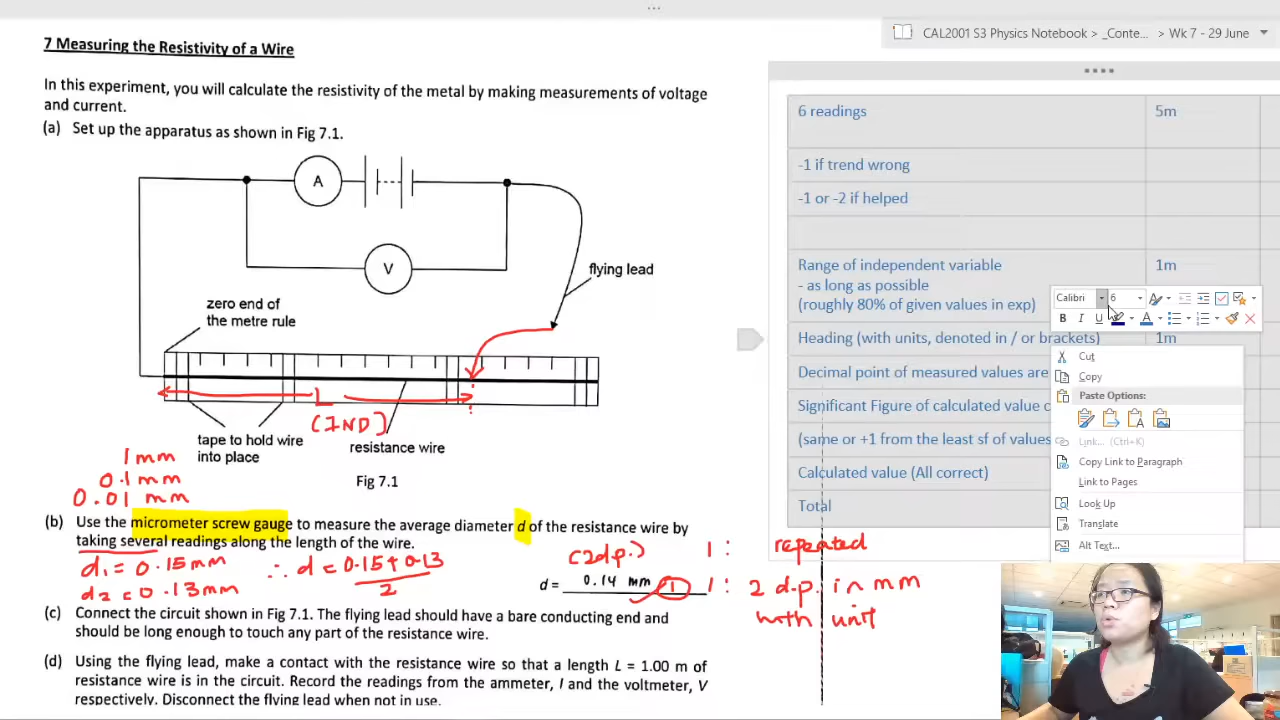 CAL2001 S3 Physics Notebook > _Conte... > Wk 7 - 29 June
7 Measuring the Resistivity of a Wire
In this experiment, you will calculate the resistivity of the metal by making measurements of voltage
and current.
(a) Set up the apparatus as shown in Fig 7.1.
A
V
flying lead
zero end of
the metre rule
L
(IND)
tape to hold wire
into place
resistance wire
Fig 7.1
1mm
0.1mm
0.01 mm
(b) Use the micrometer screw gauge to measure the average diameter d of the resistance wire by
taking several readings along the length of the wire.
d1 = 0.15mm
d2 = 0.13mm
∴ d = 0.15+0.13
2
(2dp.)
d = 0.14 mm 1
1: repeated
1: 2 d.p. in mm
with unit
(c) Connect the circuit shown in Fig 7.1. The flying lead should have a bare conducting end and
should be long enough to touch any part of the resistance wire.
(d) Using the flying lead, make a contact with the resistance wire so that a length L = 1.00 m of
resistance wire is in the circuit. Record the readings from the ammeter, I and the voltmeter, V
respectively. Disconnect the flying lead when not in use.
6 readings 5m
-1 if trend wrong
-1 or -2 if helped
Range of independent variable 1m
- as long as possible
(roughly 80% of given values in exp)
Heading (with units, denoted in / or brackets) 1m
Decimal point of measured values are
Significant Figure of calculated value c
(same or +1 from the least sf of values
Calculated value (All correct)
Total
Calibri 6
B I U A
Cut
Copy
Paste Options:
Link... (Ctrl+K)
Copy Link to Paragraph
Link to Pages
Look Up
Translate
Alt Text...